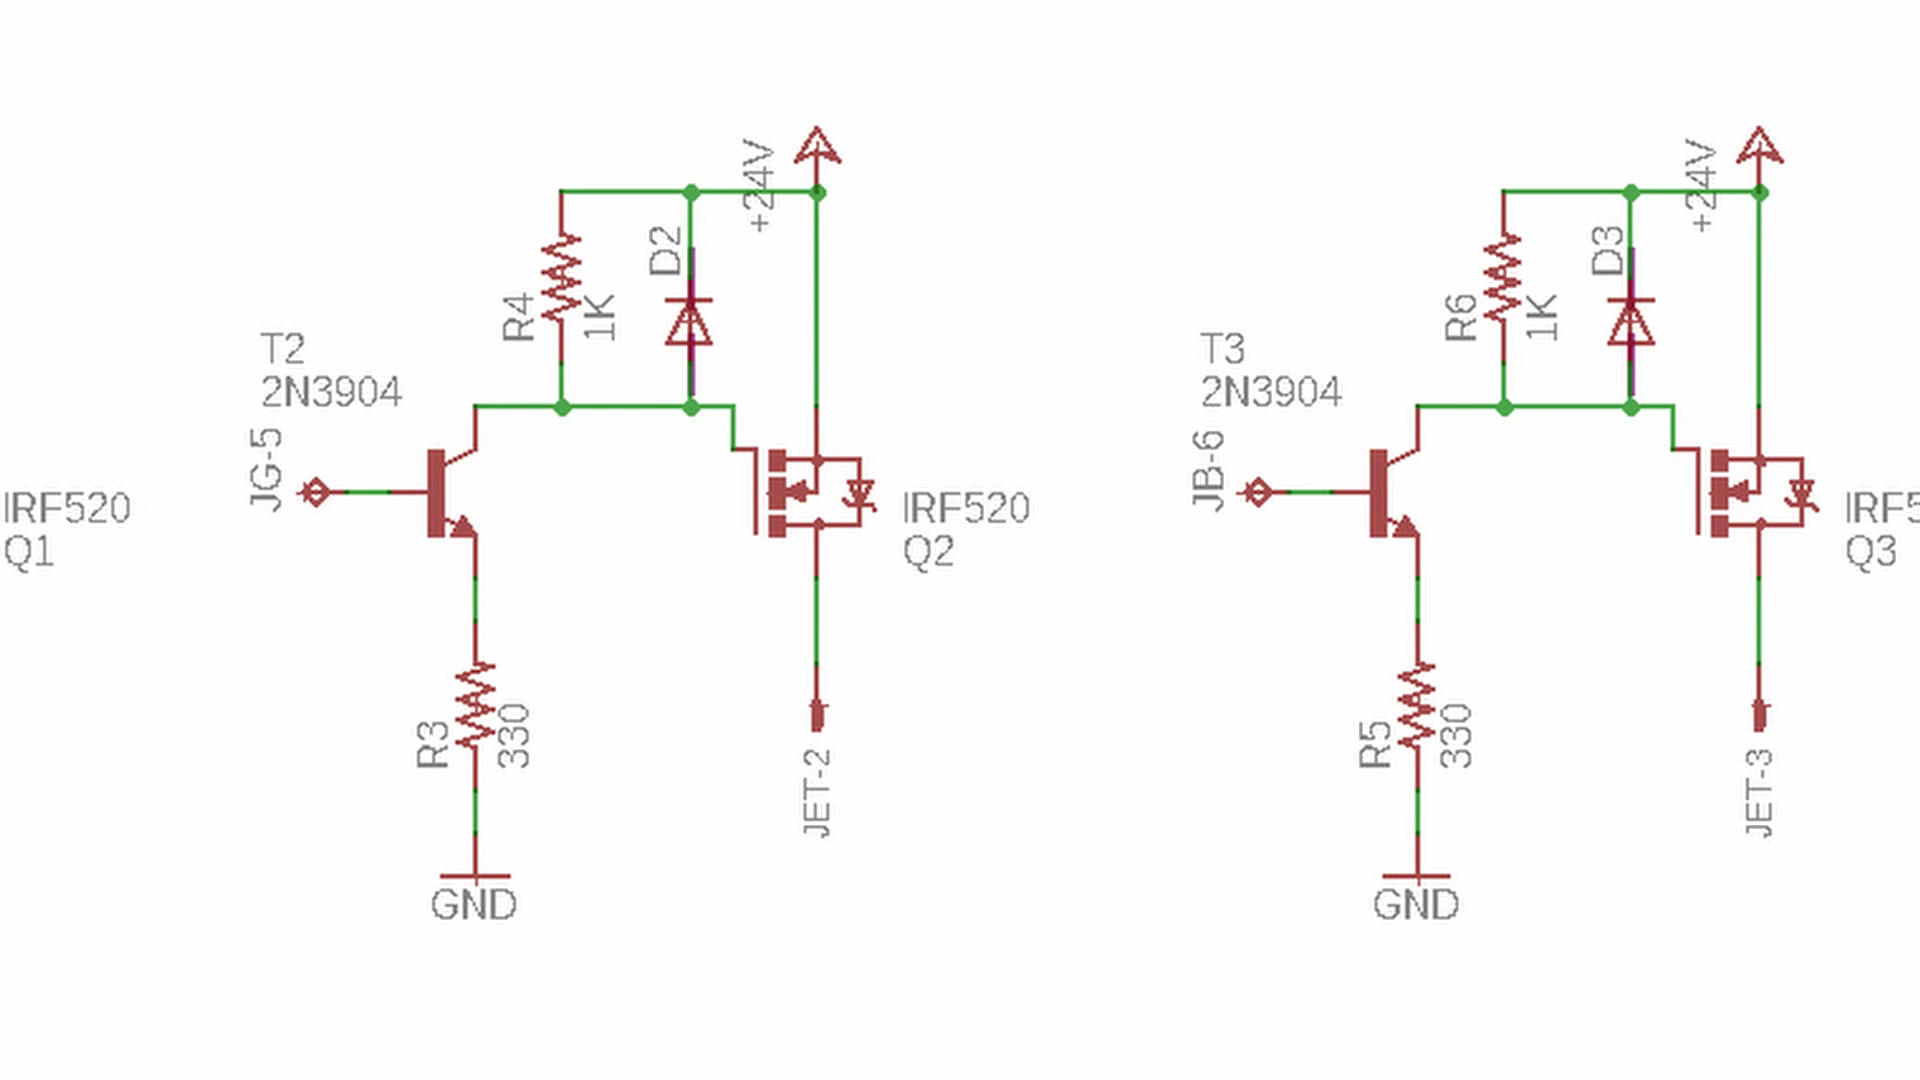 IRF520
Q1
T2
2N3904
JG-5
R4
1K
D2
+24V
IRF520
Q2
R3
330
GND
JET-2
T3
2N3904
JB-6
R6
1K
D3
+24V
IRF5
Q3
R5
330
GND
JET-3